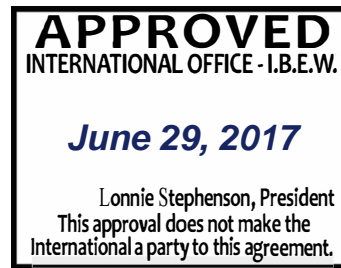 APPROVED
INTERNATIONAL OFFICE - I.B.E.W.
June 29, 2017
Lonnie Stephenson, President
This approval does not make the
International a party to this agreement.